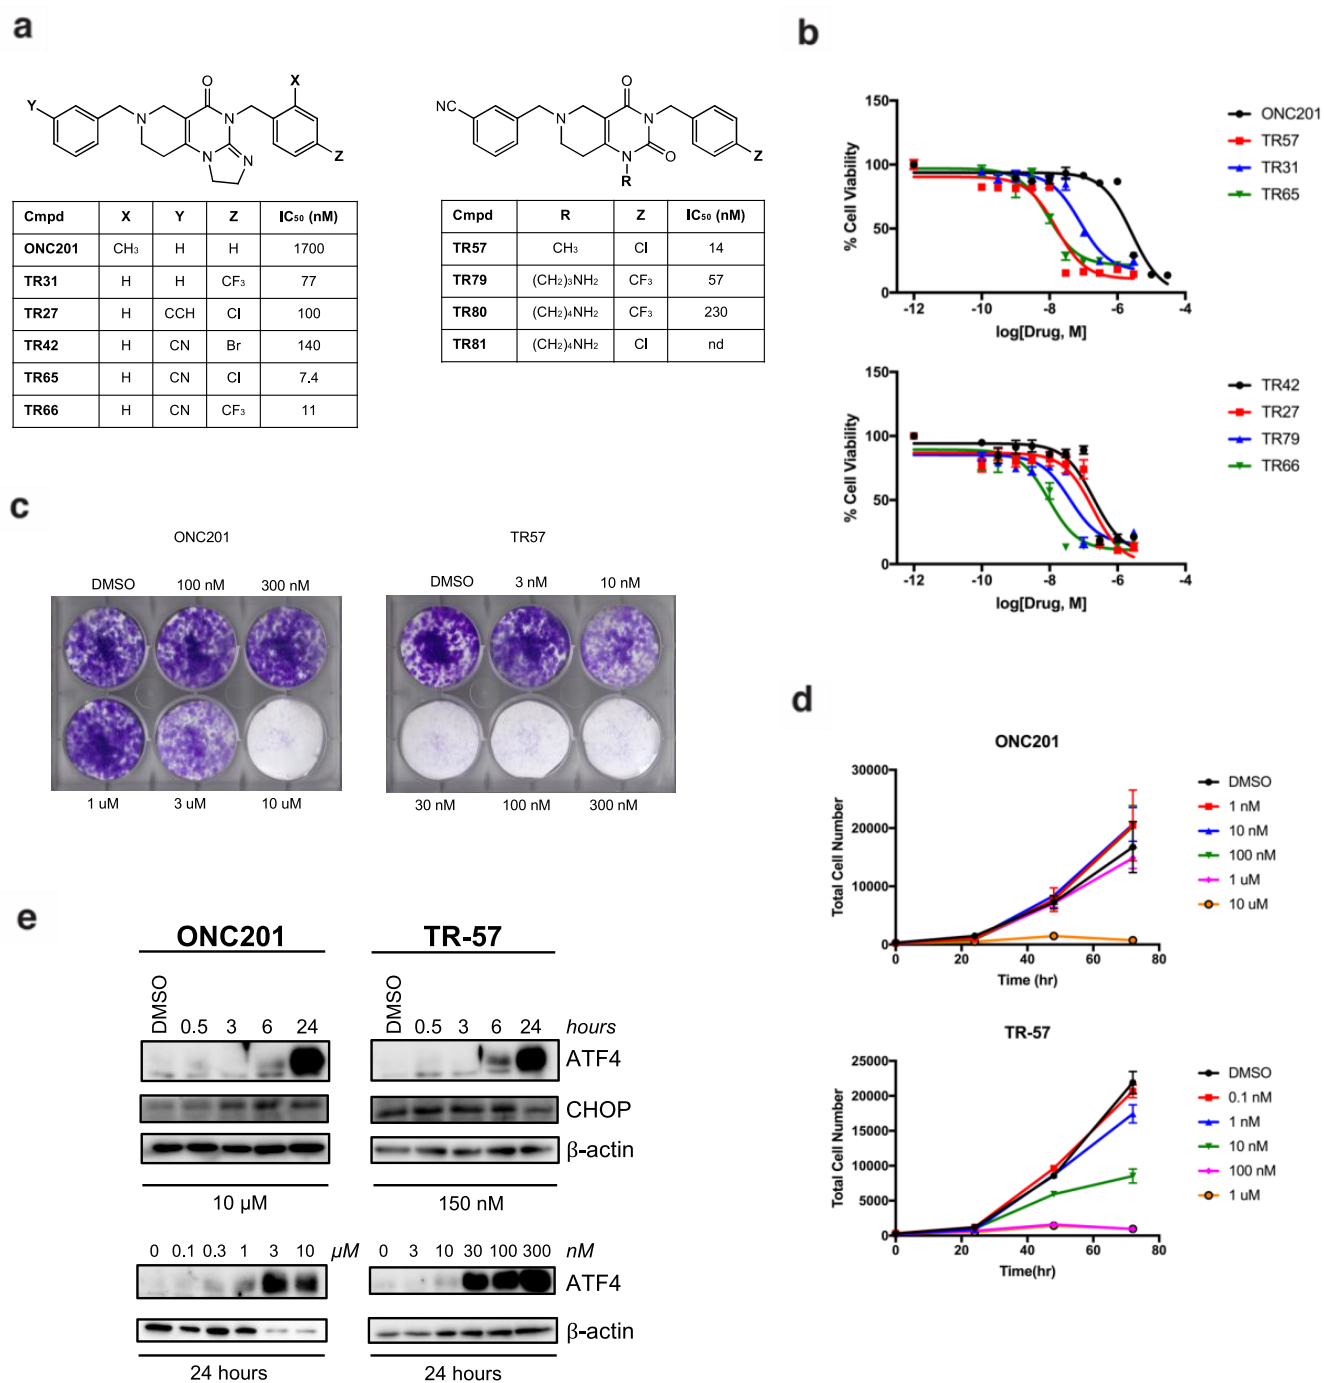 a
O
X
Y
N
N
N
N
Z
Cmpd X Y Z IC₅₀ (nM)
ONC201 CH₃ H H 1700
TR31 H H CF₃ 77
TR27 H CCH Cl 100
TR42 H CN Br 140
TR65 H CN Cl 7.4
TR66 H CN CF₃ 11
O
NC
N
N
N
O
R
Z
Cmpd R Z IC₅₀ (nM)
TR57 CH₃ Cl 14
TR79 (CH₂)₃NH₂ CF₃ 57
TR80 (CH₂)₄NH₂ CF₃ 230
TR81 (CH₂)₄NH₂ Cl nd
b
% Cell Viability
150
100
50
0
-12 -10 -8 -6 -4
log[Drug, M]
ONC201
TR57
TR31
TR65
% Cell Viability
150
100
50
0
-12 -10 -8 -6 -4
log[Drug, M]
TR42
TR27
TR79
TR66
c
ONC201
DMSO 100 nM 300 nM
1 uM 3 uM 10 uM
TR57
DMSO 3 nM 10 nM
30 nM 100 nM 300 nM
d
ONC201
Total Cell Number
30000
20000
10000
0
0 20 40 60 80
Time (hr)
DMSO
1 nM
10 nM
100 nM
1 uM
10 uM
TR-57
Total Cell Number
25000
20000
15000
10000
5000
0
0 20 40 60 80
Time(hr)
DMSO
0.1 nM
1 nM
10 nM
100 nM
1 uM
e
ONC201 TR-57
DMSO 0.5 3 6 24 DMSO 0.5 3 6 24 hours
ATF4
CHOP
β-actin
10 µM 150 nM
0 0.1 0.3 1 3 10 µM 0 3 10 30 100 300 nM
ATF4
β-actin
24 hours 24 hours